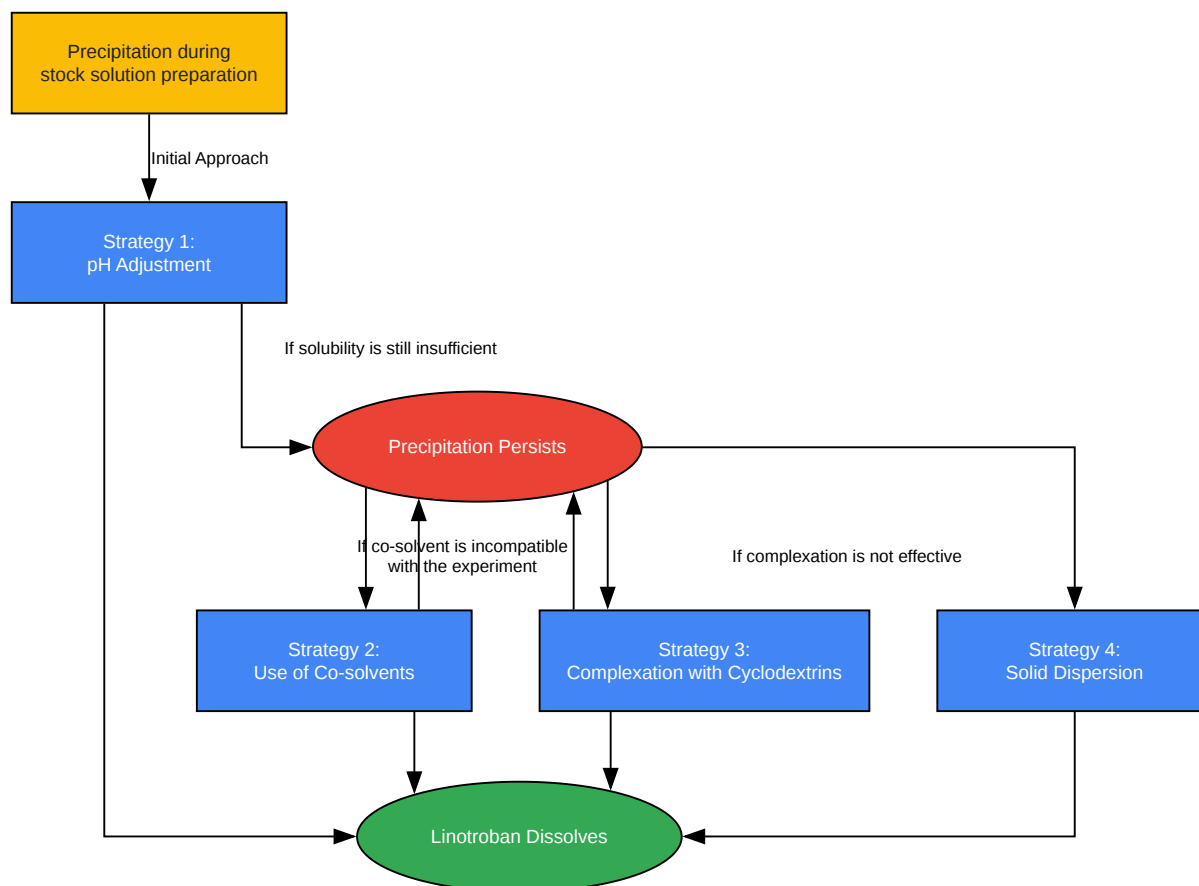 Precipitation during
stock solution preparation
Initial Approach
Strategy 1:
pH Adjustment
If solubility is still insufficient
Precipitation Persists
If co-solvent is incompatible
with the experiment
If complexation is not effective
Strategy 2:
Use of Co-solvents
Strategy 3:
Complexation with Cyclodextrins
Strategy 4:
Solid Dispersion
Linotroban Dissolves